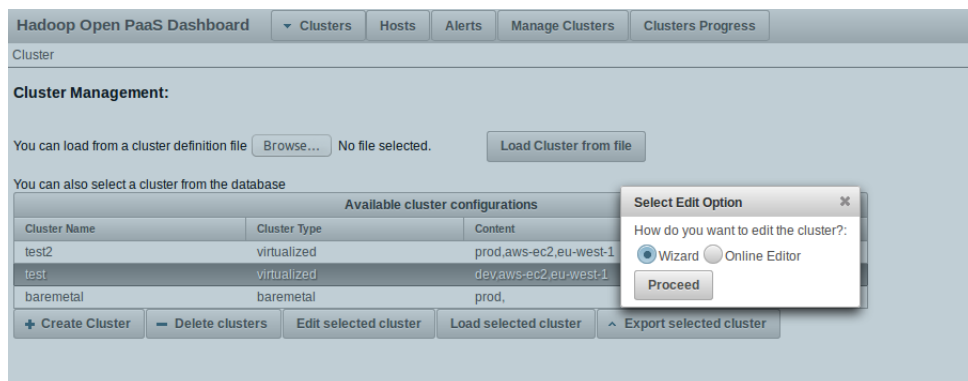 Hadoop Open PaaS Dashboard Clusters Hosts Alerts Manage Clusters Clusters Progress
Cluster
Cluster Management:
You can load from a cluster definition file Browse... No file selected. Load Cluster from file
You can also select a cluster from the database
Available cluster configurations
Cluster Name Cluster Type Content
test2 virtualized prod,aws-ec2,eu-west-1
test virtualized dev,aws-ec2,eu-west-1
baremetal baremetal prod,
Select Edit Option
How do you want to edit the cluster?:
Wizard Online Editor
Proceed
Create Cluster Delete clusters Edit selected cluster Load selected cluster Export selected cluster